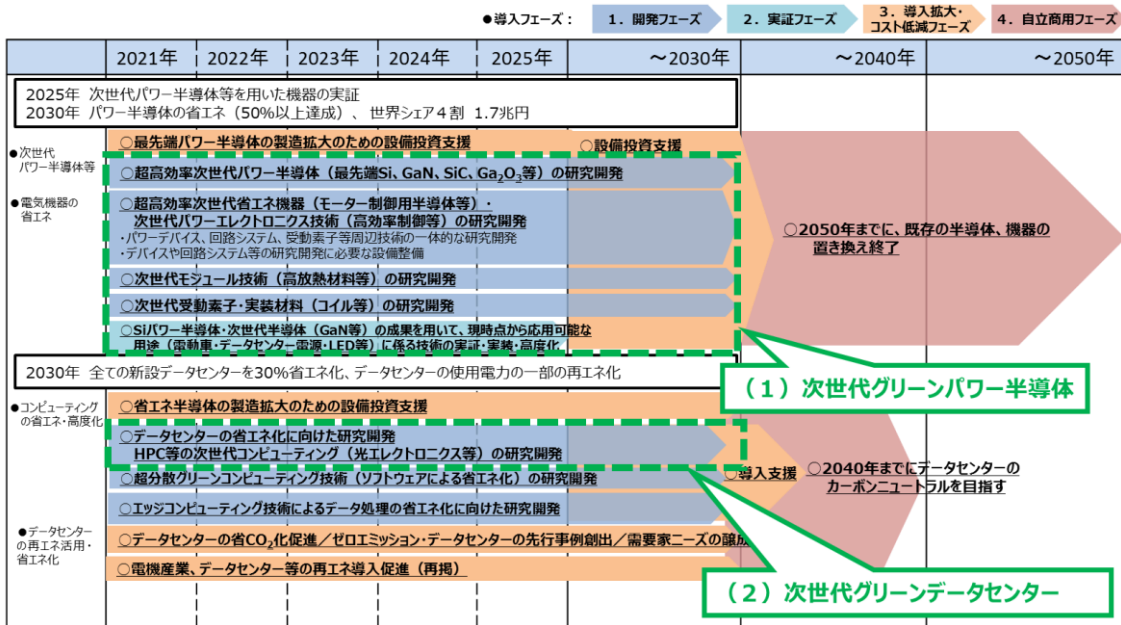 ●導入フェーズ：
1．開発フェーズ
2．実証フェーズ
3．導入拡大・
コスト低減フェーズ
4．自立商用フェーズ
2021年
2022年
2023年
2024年
2025年
～2030年
～2040年
～2050年
2025年 次世代パワー半導体等を用いた機器の実証
2030年 パワー半導体の省エネ（50％以上達成）、世界シェア４割 1.7兆円
●次世代
パワー半導体等
●電気機器の
省エネ
○最先端パワー半導体の製造拡大のための設備投資支援
○設備投資支援
○超高効率次世代パワー半導体（最先端Si、GaN、SiC、Ga2O3等）の研究開発
○超高効率次世代省エネ機器（モーター制御用半導体等）・
次世代パワーエレクトロニクス技術（高効率制御等）の研究開発
・パワーデバイス、回路システム、受動素子等周辺技術の一体的な研究開発
・デバイスや回路システム等の研究開発に必要な設備整備
○次世代モジュール技術（高放熱材料等）の研究開発
○次世代受動素子・実装材料（コイル等）の研究開発
○Siパワー半導体・次世代半導体（GaN等）の成果を用いて、現時点から応用可能な
用途（電動車・データセンター電源・LED等）に係る技術の実証・実装・高度化
○2050年までに、既存の半導体、機器の
置き換え終了
（１）次世代グリーンパワー半導体
2030年 全ての新設データセンターを30％省エネ化、データセンターの使用電力の一部の再エネ化
●コンピューティング
の省エネ・高度化
○省エネ半導体の製造拡大のための設備投資支援
○データセンターの省エネ化に向けた研究開発
HPC等の次世代コンピューティング（光エレクトロニクス等）の研究開発
○超分散グリーンコンピューティング技術（ソフトウェアによる省エネ化）の研究開発
○エッジコンピューティング技術によるデータ処理の省エネ化に向けた研究開発
○導入支援
○2040年までにデータセンターの
カーボンニュートラルを目指す
●データセンター
の再エネ活用・
省エネ化
○データセンターの省CO2化促進／ゼロエミッション・データセンターの先行事例創出／需要家ニーズの醸成
○電機産業、データセンター等の再エネ導入促進（再掲）
（２）次世代グリーンデータセンター